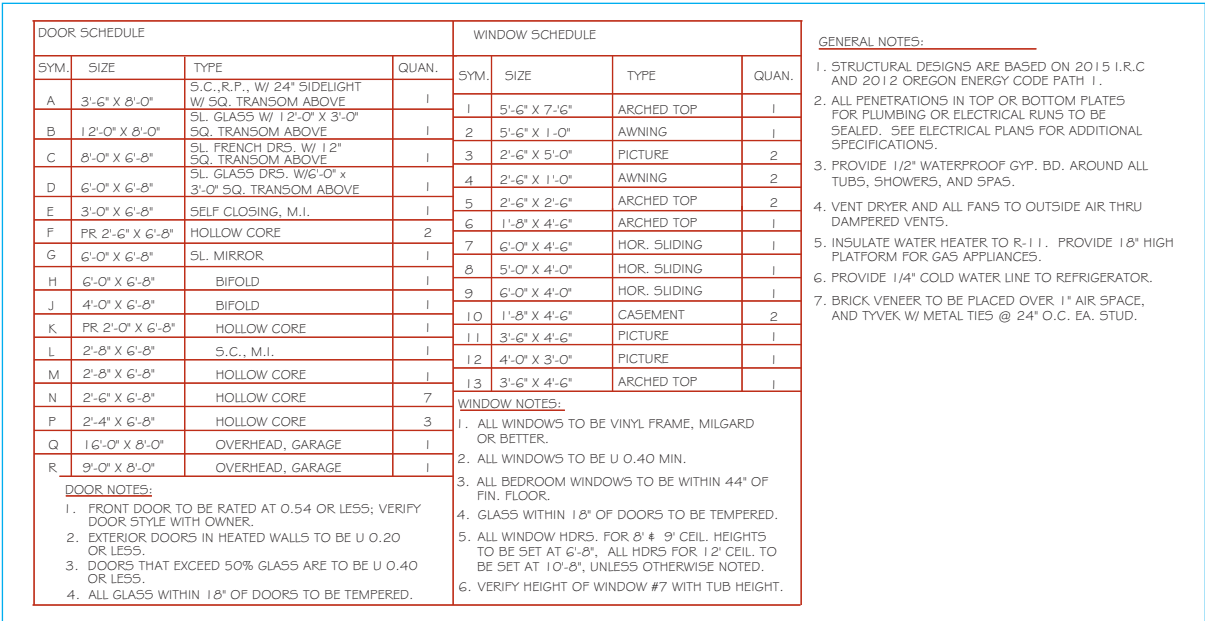 DOOR SCHEDULE
SYM. SIZE TYPE QUAN.
A 3'-6" X 8'-0" S.C.,R.P., W/ 24" SIDELIGHT
W/ SQ. TRANSOM ABOVE 1
B 12'-0" X 8'-0" SL. GLASS W/ 12'-0" X 3'-0"
SQ. TRANSOM ABOVE 1
C 8'-0" X 6'-8" SL. FRENCH DRS. W/ 12"
SQ. TRANSOM ABOVE 1
D 6'-0" X 6'-8" SL. GLASS DRS. W/6'-0" x
3'-0" SQ. TRANSOM ABOVE 1
E 3'-0" X 6'-8" SELF CLOSING, M.I. 1
F PR 2'-6" X 6'-8" HOLLOW CORE 2
G 6'-0" X 6'-8" SL. MIRROR 1
H 6'-0" X 6'-8" BIFOLD 1
J 4'-0" X 6'-8" BIFOLD 1
K PR 2'-0" X 6'-8" HOLLOW CORE 1
L 2'-8" X 6'-8" S.C., M.I. 1
M 2'-8" X 6'-8" HOLLOW CORE 1
N 2'-6" X 6'-8" HOLLOW CORE 7
P 2'-4" X 6'-8" HOLLOW CORE 3
Q 16'-0" X 8'-0" OVERHEAD, GARAGE 1
R 9'-0" X 8'-0" OVERHEAD, GARAGE 1
DOOR NOTES:
1. FRONT DOOR TO BE RATED AT 0.54 OR LESS; VERIFY
DOOR STYLE WITH OWNER.
2. EXTERIOR DOORS IN HEATED WALLS TO BE U 0.20
OR LESS.
3. DOORS THAT EXCEED 50% GLASS ARE TO BE U 0.40
OR LESS.
4. ALL GLASS WITHIN 18" OF DOORS TO BE TEMPERED.
WINDOW SCHEDULE
SYM. SIZE TYPE QUAN.
1 5'-6" X 7-'6" ARCHED TOP 1
2 5'-6" X 1-0" AWNING 1
3 2'-6" X 5'-0" PICTURE 2
4 2'-6" X 1'-0" AWNING 2
5 2'-6" X 2'-6" ARCHED TOP 2
6 1'-8" X 4'-6" ARCHED TOP 1
7 6'-0" X 4'-6" HOR. SLIDING 1
8 5'-0" X 4'-0" HOR. SLIDING 1
9 6'-0" X 4'-0" HOR. SLIDING 1
10 1'-8" X 4'-6" CASEMENT 2
11 3'-6" X 4'-6" PICTURE 1
12 4'-0" X 3'-0" PICTURE 1
13 3'-6" X 4'-6" ARCHED TOP 1
WINDOW NOTES:
1. ALL WINDOWS TO BE VINYL FRAME, MILGARD
OR BETTER.
2. ALL WINDOWS TO BE U 0.40 MIN.
3. ALL BEDROOM WINDOWS TO BE WITHIN 44" OF
FIN. FLOOR.
4. GLASS WITHIN 18" OF DOORS TO BE TEMPERED.
5. ALL WINDOW HDRS. FOR 8' & 9' CEIL. HEIGHTS
TO BE SET AT 6'-8", ALL HDRS FOR 12' CEIL. TO
BE SET AT 10'-8", UNLESS OTHERWISE NOTED.
6. VERIFY HEIGHT OF WINDOW #7 WITH TUB HEIGHT.
GENERAL NOTES:
1. STRUCTURAL DESIGNS ARE BASED ON 2015 I.R.C
AND 2012 OREGON ENERGY CODE PATH 1.
2. ALL PENETRATIONS IN TOP OR BOTTOM PLATES
FOR PLUMBING OR ELECTRICAL RUNS TO BE
SEALED. SEE ELECTRICAL PLANS FOR ADDITIONAL
SPECIFICATIONS.
3. PROVIDE 1/2" WATERPROOF GYP. BD. AROUND ALL
TUBS, SHOWERS, AND SPAS.
4. VENT DRYER AND ALL FANS TO OUTSIDE AIR THRU
DAMPERED VENTS.
5. INSULATE WATER HEATER TO R-11. PROVIDE 18" HIGH
PLATFORM FOR GAS APPLIANCES.
6. PROVIDE 1/4" COLD WATER LINE TO REFRIGERATOR.
7. BRICK VENEER TO BE PLACED OVER 1" AIR SPACE,
AND TYVEK W/ METAL TIES @ 24" O.C. EA. STUD.